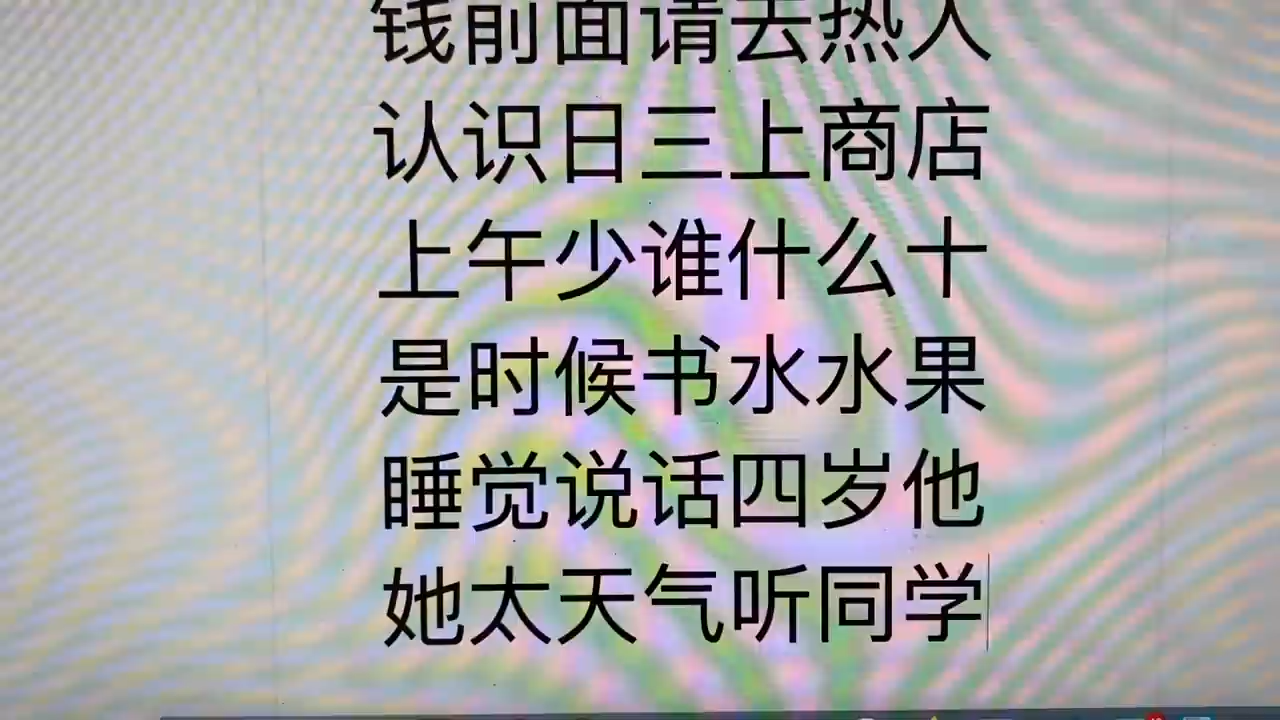 钱前面请去热人
认识日三上商店
上午少谁什么十
是时候书水水果
睡觉说话四岁他
她太天气听同学